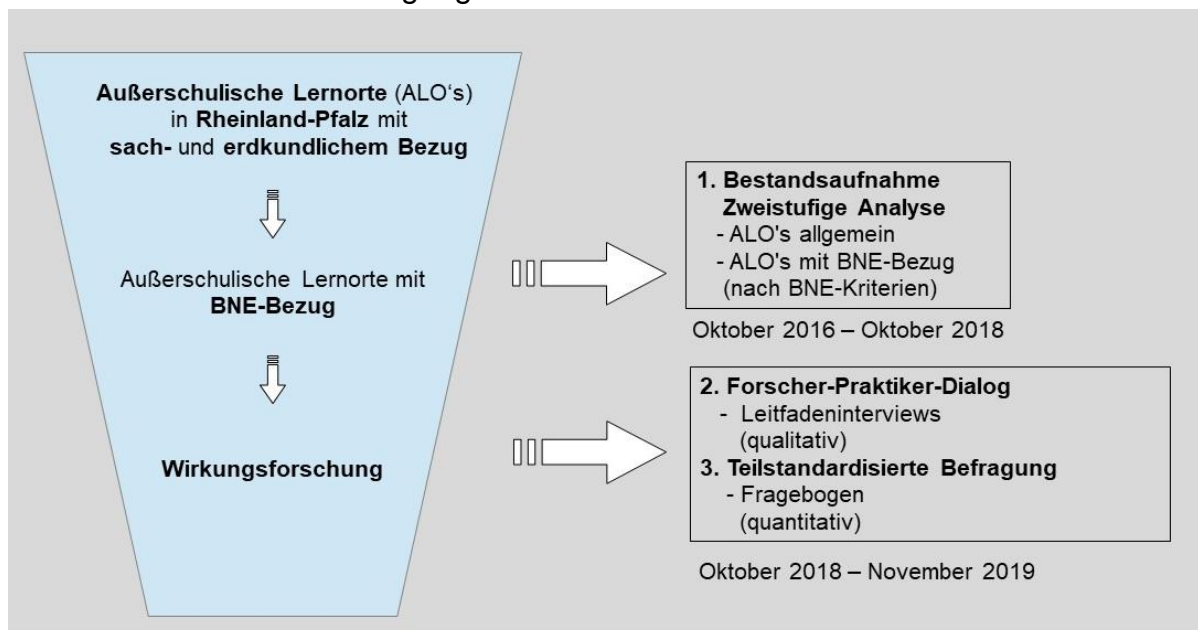 Außerschulische Lernorte (ALO‘s)
in Rheinland-Pfalz mit
sach- und erdkundlichem Bezug
Außerschulische Lernorte mit
BNE-Bezug
Wirkungsforschung
1. Bestandsaufnahme
Zweistufige Analyse
- ALO's allgemein
- ALO's mit BNE-Bezug
(nach BNE-Kriterien)
Oktober 2016 – Oktober 2018
2. Forscher-Praktiker-Dialog
- Leitfadeninterviews
(qualitativ)
3. Teilstandardisierte Befragung
- Fragebogen
(quantitativ)
Oktober 2018 – November 2019